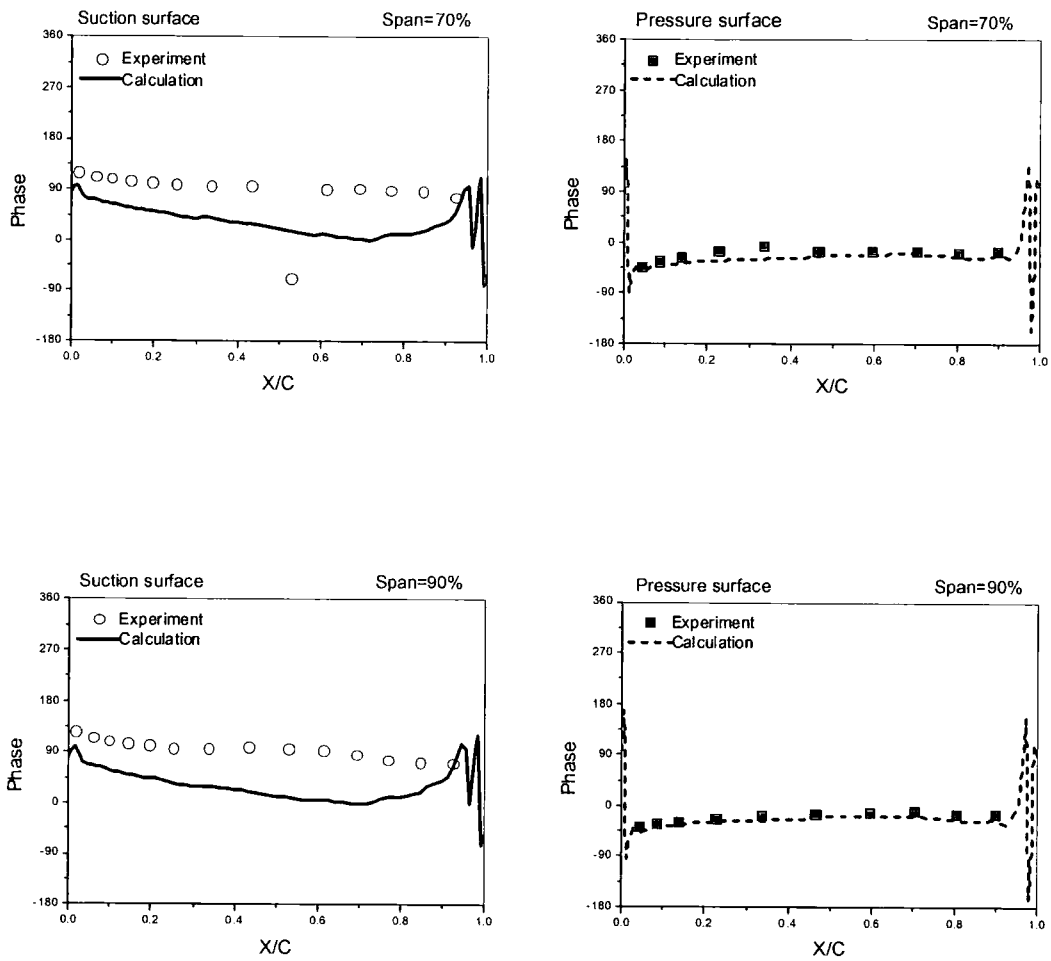 Suction surface Span=70%
Experiment
Calculation
360
270
180
90
0
-90
-180
Phase
0.0 0.2 0.4 0.6 0.8 1.0
X/C
Pressure surface Span=70%
Experiment
Calculation
360
270
180
90
0
-90
-180
Phase
0.0 0.2 0.4 0.6 0.8 1.0
X/C
Suction surface Span=90%
Experiment
Calculation
360
270
180
90
0
-90
-180
Phase
0.0 0.2 0.4 0.6 0.8 1.0
X/C
Pressure surface Span=90%
Experiment
Calculation
360
270
180
90
0
-90
-180
Phase
0.0 0.2 0.4 0.6 0.8 1.0
X/C